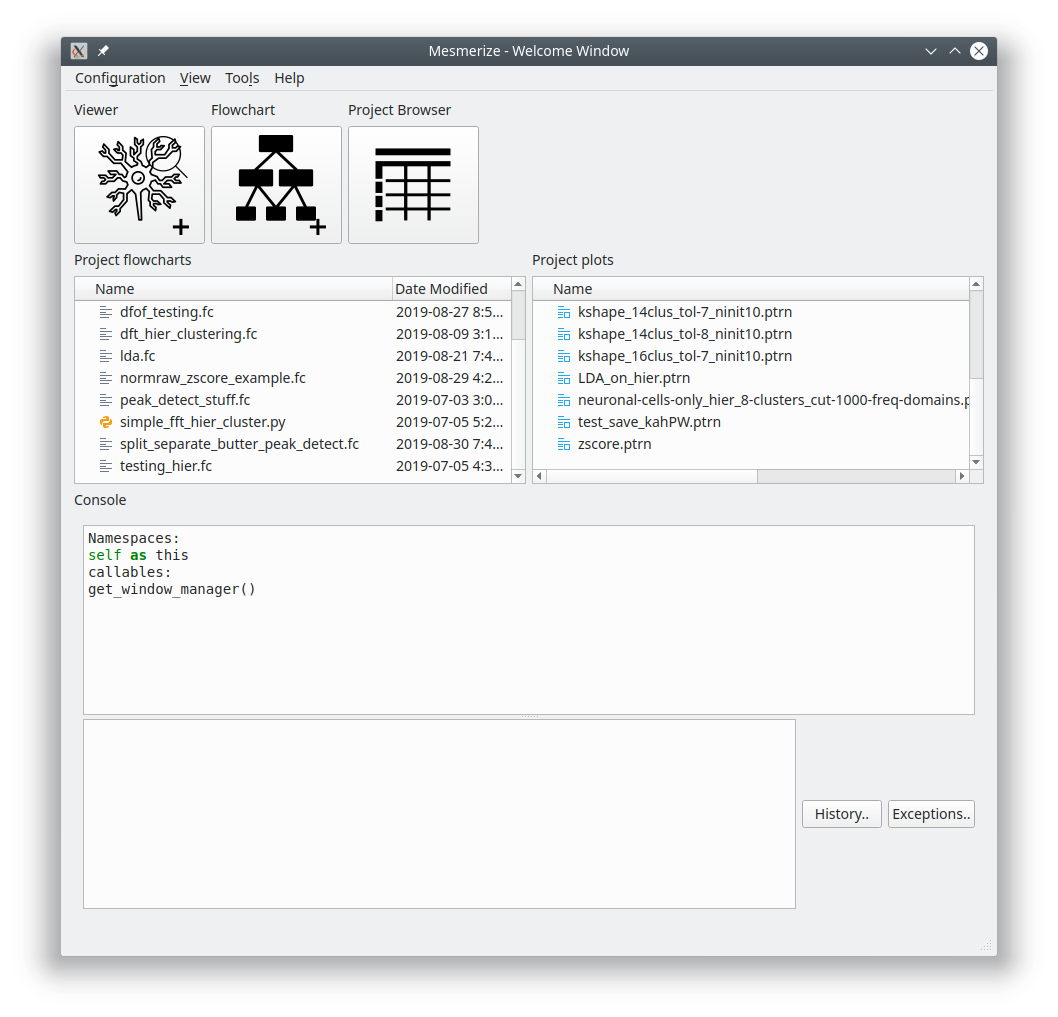 Mesmerize - Welcome Window
Configuration View Tools Help
Viewer Flowchart Project Browser
Project flowcharts
Name Date Modified
dfof_testing.fc 2019-08-27 8:5...
dft_hier_clustering.fc 2019-08-09 3:1...
lda.fc 2019-08-21 7:4...
normraw_zscore_example.fc 2019-08-29 4:2...
peak_detect_stuff.fc 2019-07-03 3:0...
simple_fft_hier_cluster.py 2019-07-05 5:2...
split_separate_butter_peak_detect.fc 2019-08-30 7:4...
testing_hier.fc 2019-07-05 4:3...
Project plots
Name
kshape_14clus_tol-7_ninit10.ptrn
kshape_14clus_tol-8_ninit10.ptrn
kshape_16clus_tol-7_ninit10.ptrn
LDA_on_hier.ptrn
neuronal-cells-only_hier_8-clusters_cut-1000-freq-domains.p
test_save_kahPW.ptrn
zscore.ptrn
Console
Namespaces:
self as this
callables:
get_window_manager()
History.. Exceptions..